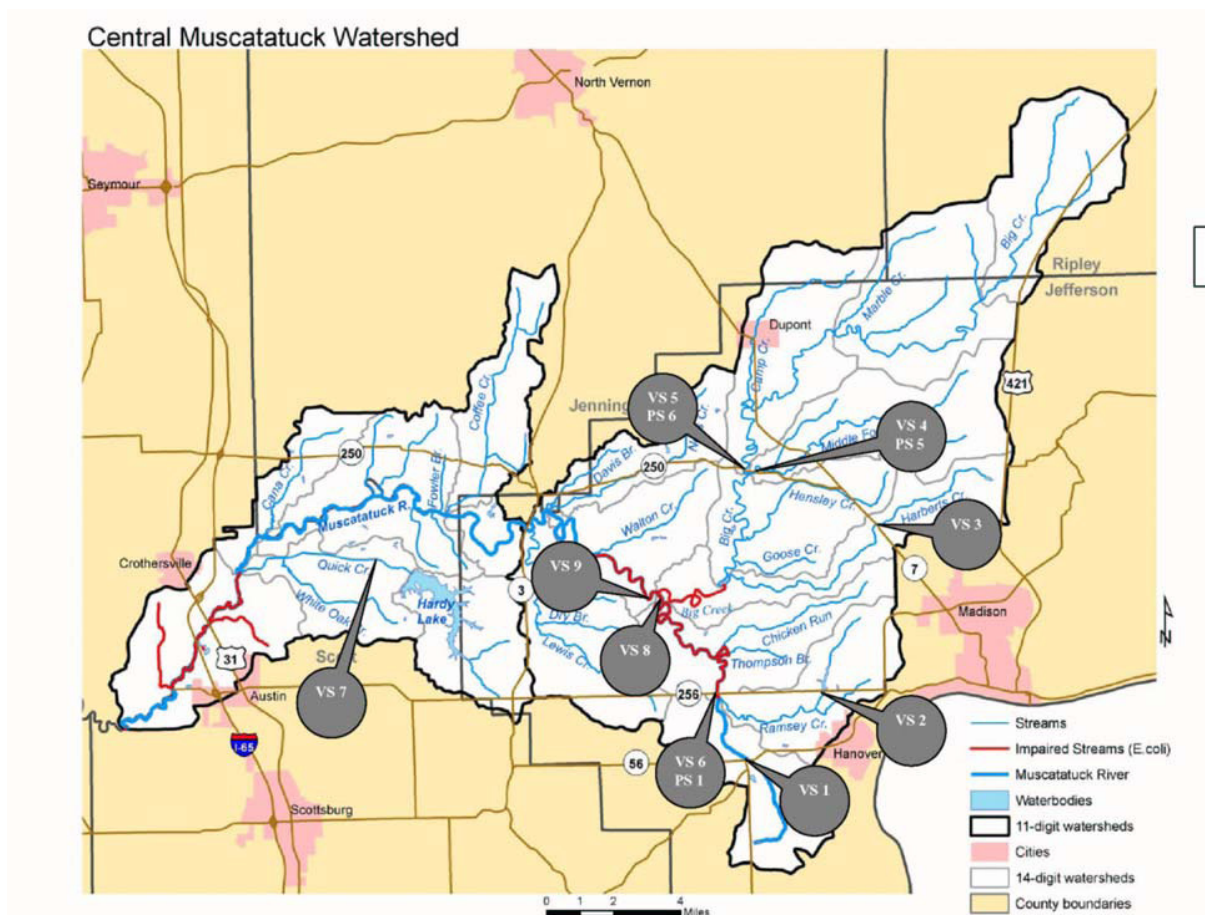 Central Muscatatuck Watershed
North Vernon
Seymour
Big Cr.
Ripley
Jefferson
Marble Cr.
Dupont
Camp Cr.
421
Coffee Cr.
Jennings
VS 5
PS 6
VS 4
PS 5
250
Cana Cr.
Fowler Br.
Davis Br.
250
Middle Fo
Hensley Cr.
Harberts Cr.
Muscatatuck R.
Walton Cr.
Big Cr.
VS 3
Crothersville
Quick Cr.
Goose Cr.
7
VS 9
3
White Oak Cr.
Hardy
Lake
Big Creek
Madison
Dry Br.
Chicken Run
Lewis Cr.
Thompson Br.
VS 8
31
Scott
N
Austin
VS 7
256
VS 2
Ramsey Cr.
I-65
Hanover
56
VS 6
PS 1
VS 1
Scottsburg
Streams
Impaired Streams (E.coli)
Muscatatuck River
Waterbodies
11-digit watersheds
Cities
14-digit watersheds
County boundaries
0 1 2 4
Miles